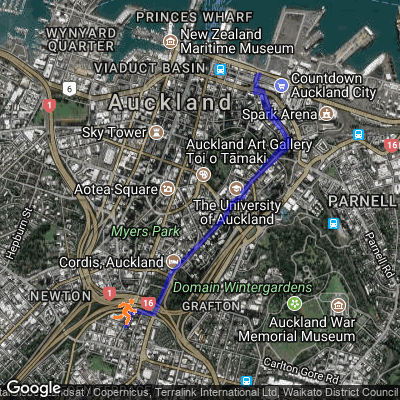 PRINCES WHARF
WYNYARD
QUARTER
New Zealand
Maritime Museum
VIADUCT BASIN
6
1
Countdown
Auckland City
Auckland
Spark Arena
Sky Tower
Auckland Art Gallery
Toi o Tāmaki
16
Aotea Square
The University
of Auckland
PARNELL
Hepburn St.
Myers Park
Parnell Rd
Cordis, Auckland
Domain Wintergardens
NEWTON
1
16
GRAFTON
Auckland War
Memorial Museum
Carlton Gore Rd
Google
Landsat / Copernicus, Terralink International Ltd, Waikato District Council